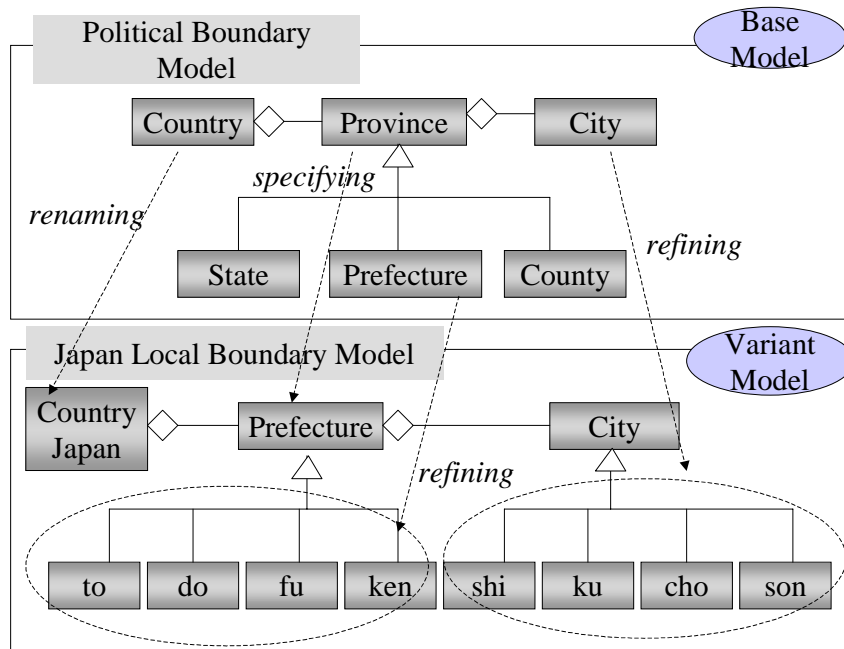 Political Boundary
Model
Base
Model
Country
Province
City
specifying
renaming
refining
State
Prefecture
County
Japan Local Boundary Model
Variant
Model
Country
Japan
Prefecture
City
refining
to
do
fu
ken
shi
ku
cho
son